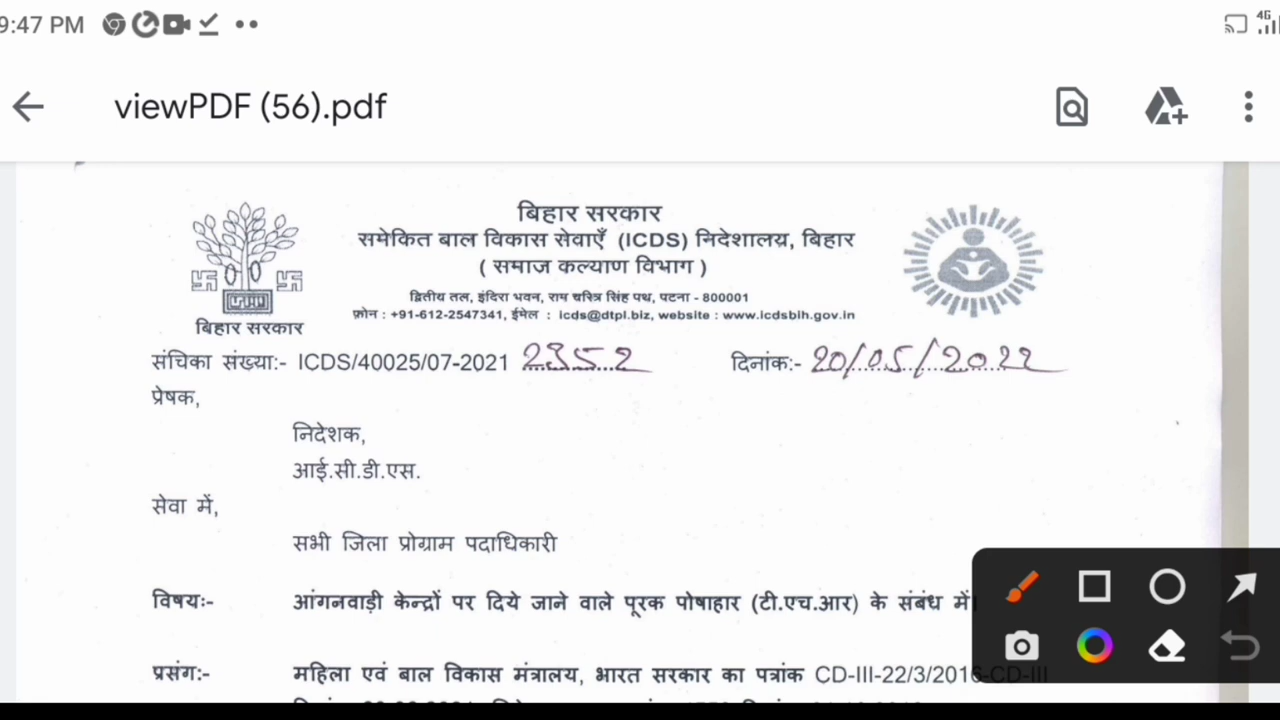 9:47 PM
4G
viewPDF (56).pdf
बिहार सरकार
समेकित बाल विकास सेवाएँ (ICDS) निदेशालय, बिहार
( समाज कल्याण विभाग )
द्वितीय तल, इंदिरा भवन, राम चरित्र सिंह पथ, पटना - 800001
फ़ोन : +91-612-2547341, ईमेल : icds@dtpl.biz, website : www.icdsbih.gov.in
बिहार सरकार
संचिका संख्या:- ICDS/40025/07-2021 2352 दिनांक:- 20/05/2022
प्रेषक,
निदेशक,
आई.सी.डी.एस.
सेवा में,
सभी जिला प्रोग्राम पदाधिकारी
विषयः- आंगनवाड़ी केन्द्रों पर दिये जाने वाले पूरक पोषाहार (टी.एच.आर) के संबंध में।
प्रसंग:- महिला एवं बाल विकास मंत्रालय, भारत सरकार का पत्रांक CD-III-22/3/2016-CD-III